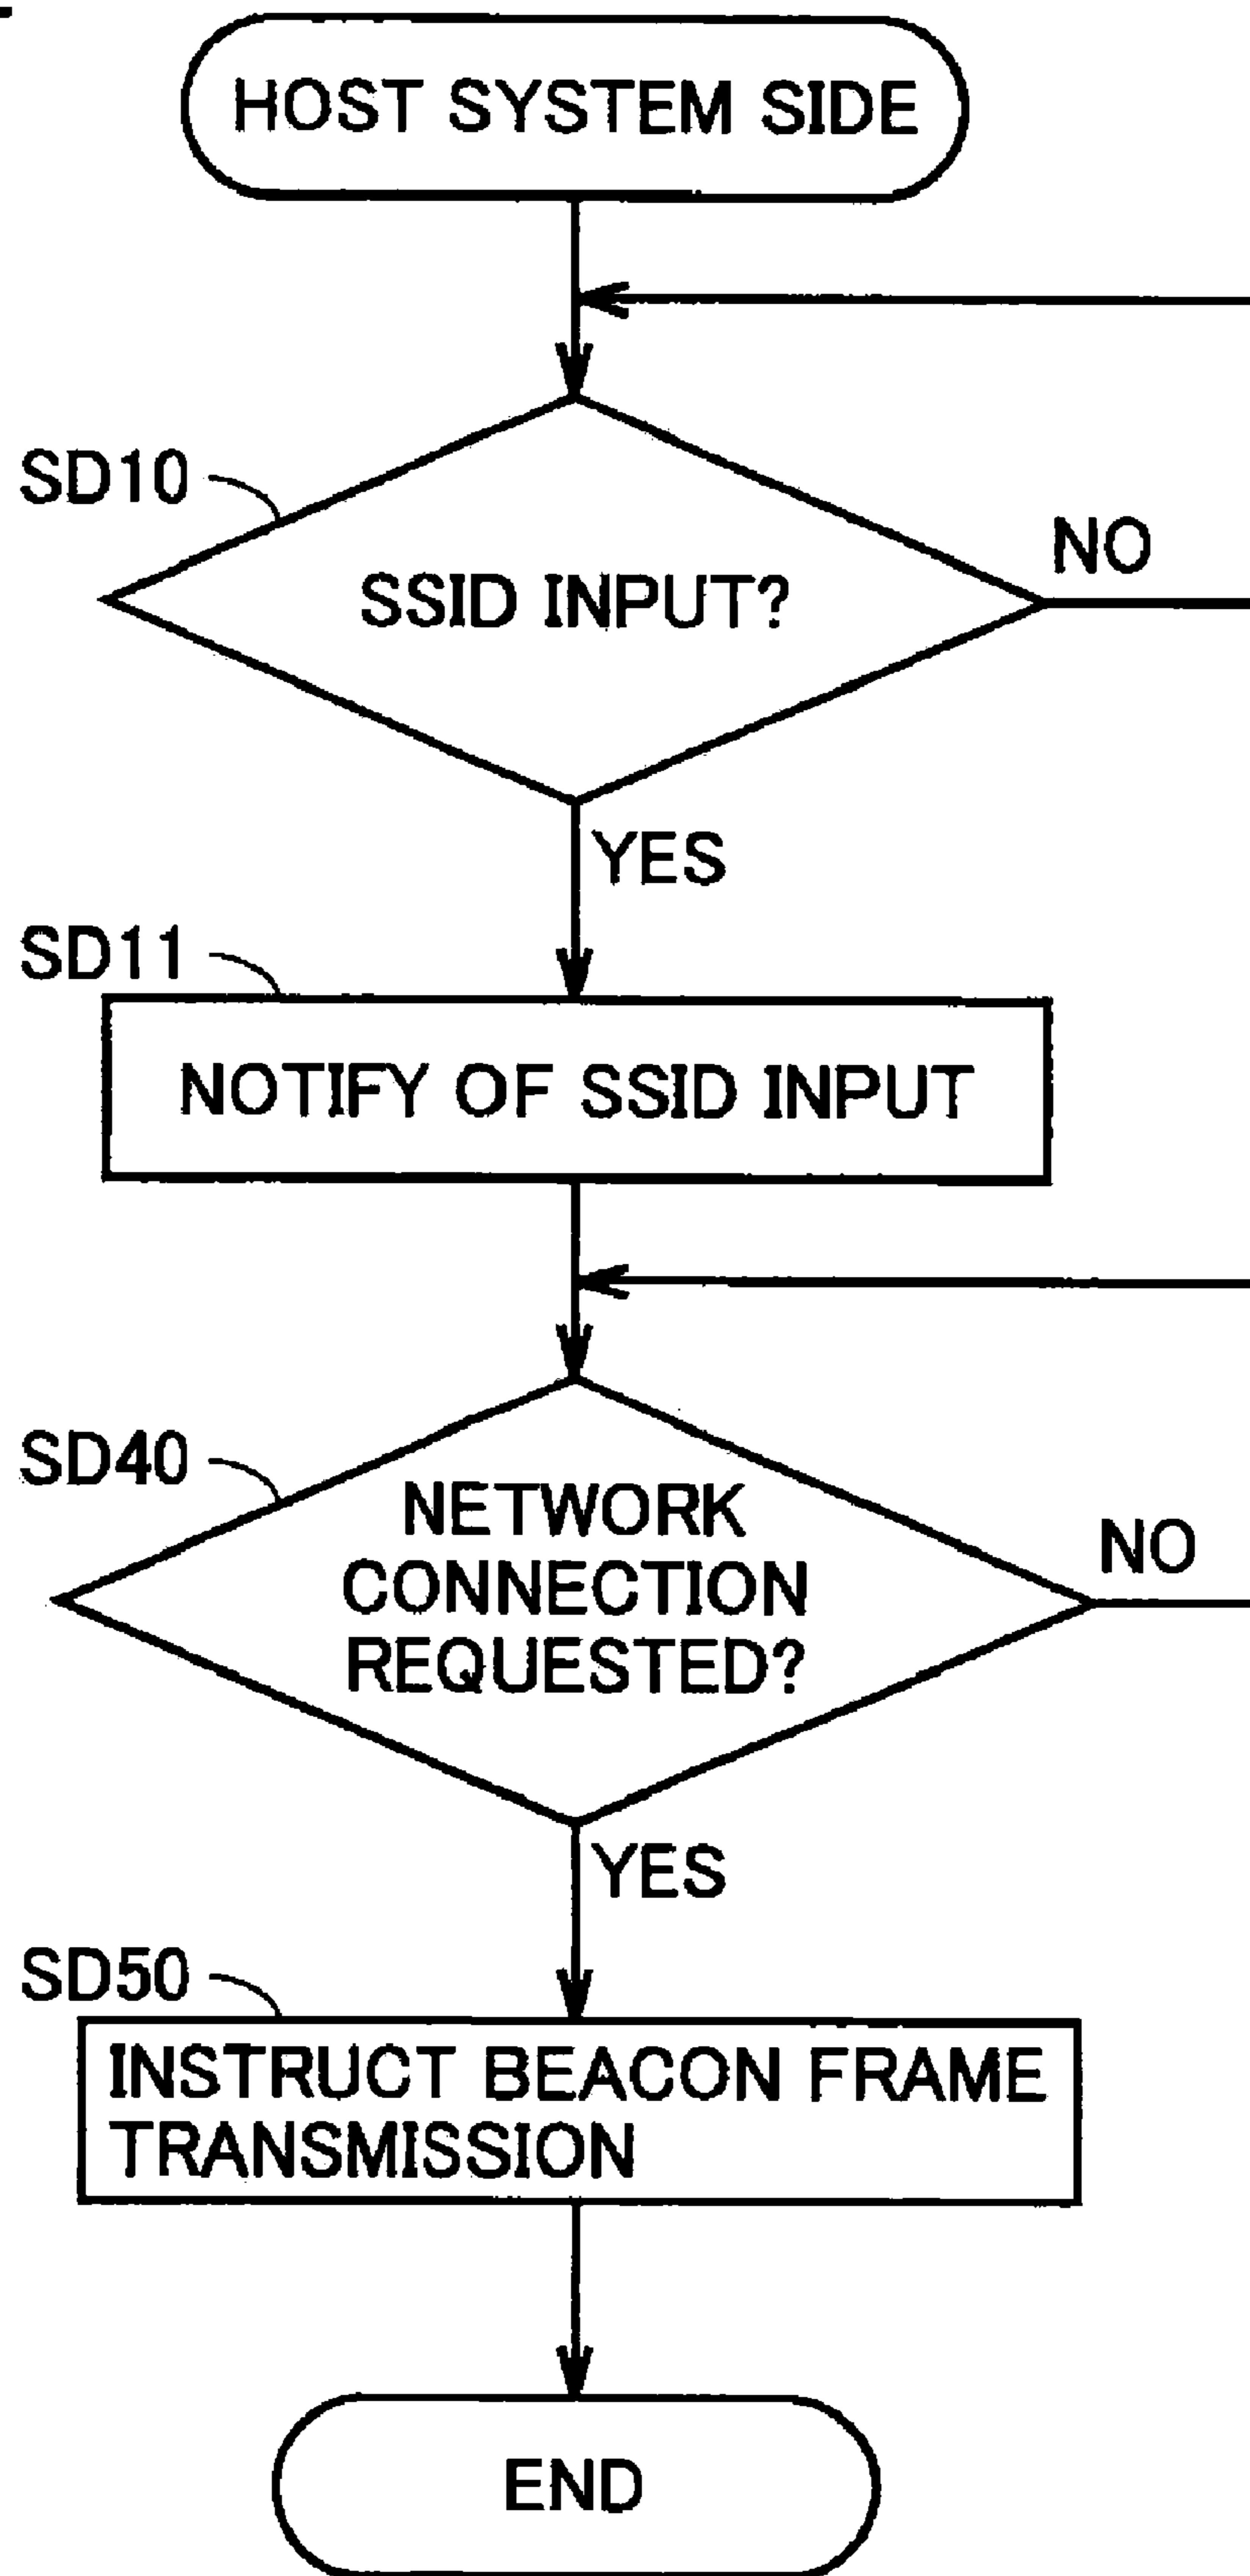 HOST SYSTEM SIDE
SD10
SSID INPUT?
NO
YES
SD11
NOTIFY OF SSID INPUT
SD40
NETWORK
CONNECTION
REQUESTED?
NO
YES
SD50
INSTRUCT BEACON FRAME
TRANSMISSION
END